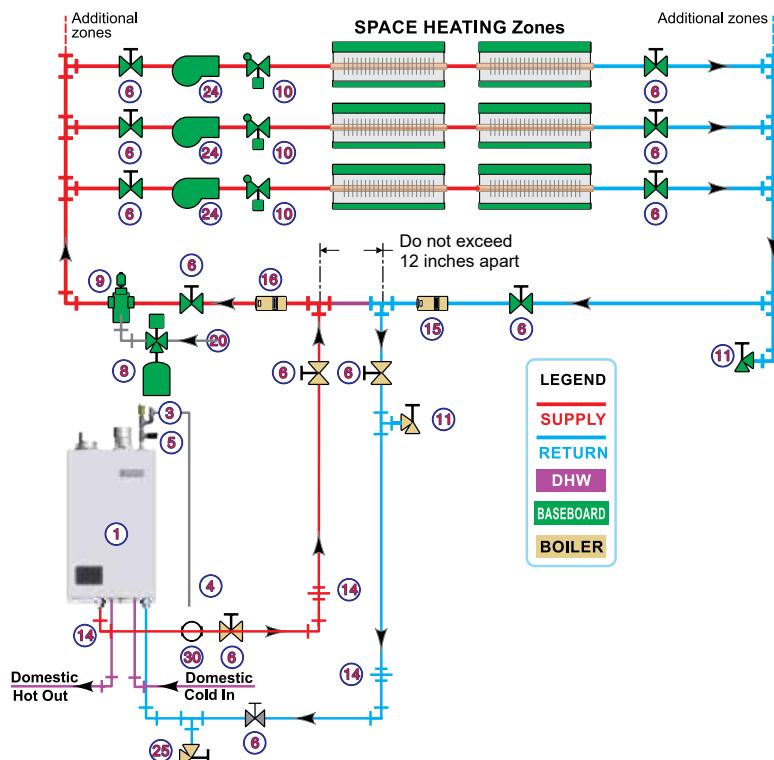 Additional
zones
SPACE HEATING Zones
Additional
zones
6
24
10
6
6
24
10
6
6
24
10
6
Do not exceed
12 inches apart
9
6
16
15
6
20
8
6
6
11
11
3
5
1
4
14
14
30
6
14
Domestic
Hot Out
Domestic
Cold In
6
25
LEGEND
SUPPLY
RETURN
DHW
BASEBOARD
BOILER